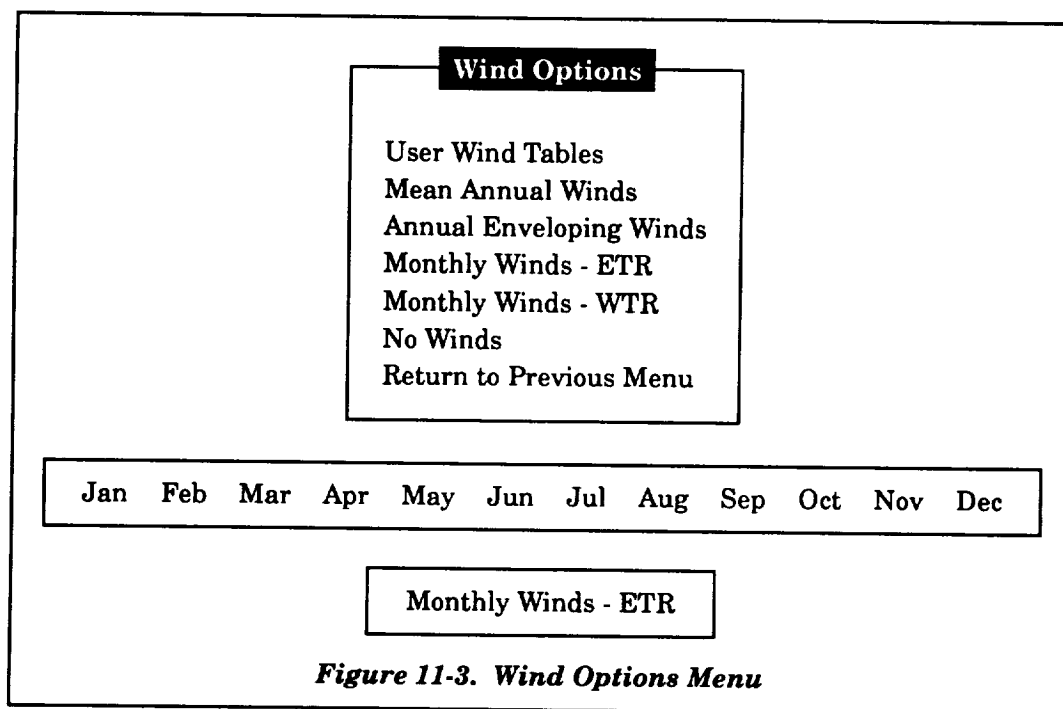 Wind Options
User Wind Tables
Mean Annual Winds
Annual Enveloping Winds
Monthly Winds - ETR
Monthly Winds - WTR
No Winds
Return to Previous Menu
Jan Feb Mar Apr May Jun Jul Aug Sep Oct Nov Dec
Monthly Winds - ETR
Figure 11-3. Wind Options Menu